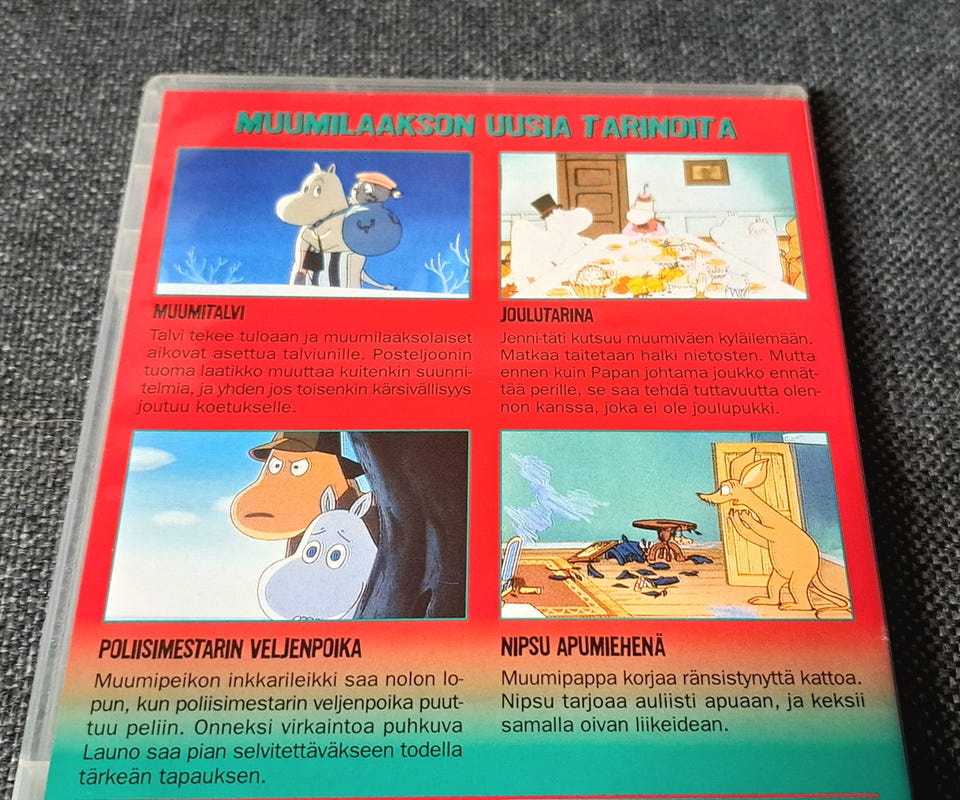 MUUMILAAKSON UUSIA TARINOITA
MUUMITALVI
Talvi tekee tuloaan ja muumilaaksolaiset
aikovat asettua talviunille. Posteljoonin
tuoma laatikko muuttaa kuitenkin suunni-
telmia, ja yhden jos toisenkin kärsivällisyys
joutuu koetukselle.
JOULUTARINA
Jenni-täti kutsuu muumiväen kyläilemään.
Matkaa taitetaan halki nietosten. Mutta
ennen kuin Papan johtama joukko ennät-
tää perille, se saa tehdä tuttavuutta olen-
non kanssa, joka ei ole joulupukki.
POLIISIMESTARIN VELJENPOIKA
Muumipeikon inkkarileikki saa nolon lo-
pun, kun poliisimestarin veljenpoika puut-
tuu peliin. Onneksi virkaintoa puhkuva
Launo saa pian selvitettäväkseen todella
tärkeän tapauksen.
NIPSU APUMIEHENÄ
Muumipappa korjaa ränsistynyttä kattoa.
Nipsu tarjoaa auliisti apuaan, ja keksii
samalla oivan liikeidean.